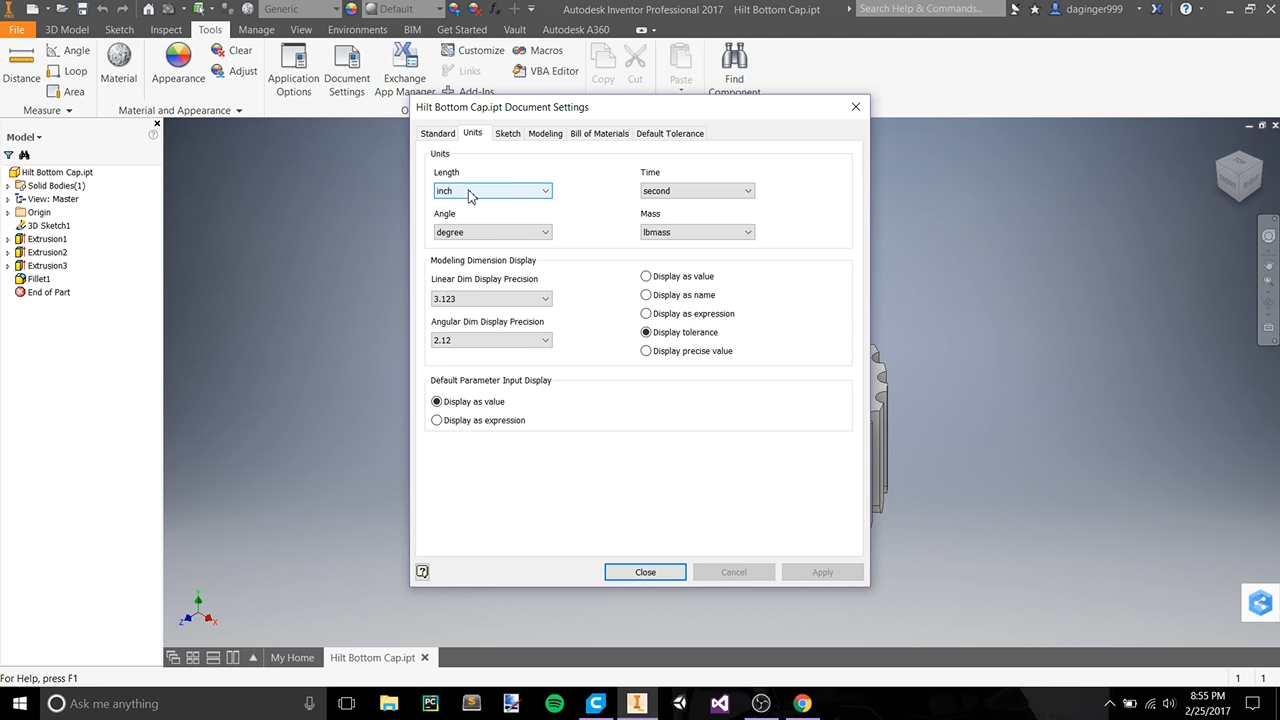 PRO
Generic
Default
fx
Autodesk Inventor Professional 2017 Hilt Bottom Cap.ipt
Search Help & Commands...
daginger999
File
3D Model
Sketch
Inspect
Tools
Manage
View
Environments
BIM
Get Started
Vault
Autodesk A360
Distance
Angle
Loop
Area
Measure
Material
Appearance
Clear
Adjust
Material and Appearance
Application
Options
Document
Settings
Exchange
App Manager
Customize
Links
Add-Ins
Macros
VBA Editor
Copy
Cut
Paste
Find
Component
Model
Hilt Bottom Cap.ipt
Solid Bodies(1)
View: Master
Origin
3D Sketch1
Extrusion1
Extrusion2
Extrusion3
Fillet1
End of Part
Hilt Bottom Cap.ipt Document Settings
Standard
Units
Sketch
Modeling
Bill of Materials
Default Tolerance
Units
Length
inch
Time
second
Angle
degree
Mass
lbmass
Modeling Dimension Display
Linear Dim Display Precision
3.123
Angular Dim Display Precision
2.12
Display as value
Display as name
Display as expression
Display tolerance
Display precise value
Default Parameter Input Display
Display as value
Display as expression
Close
Cancel
Apply
FRONT
RIGHT
Z
Y
X
My Home
Hilt Bottom Cap.ipt
For Help, press F1
1
1
Ask me anything
PC
8:55 PM
2/25/2017